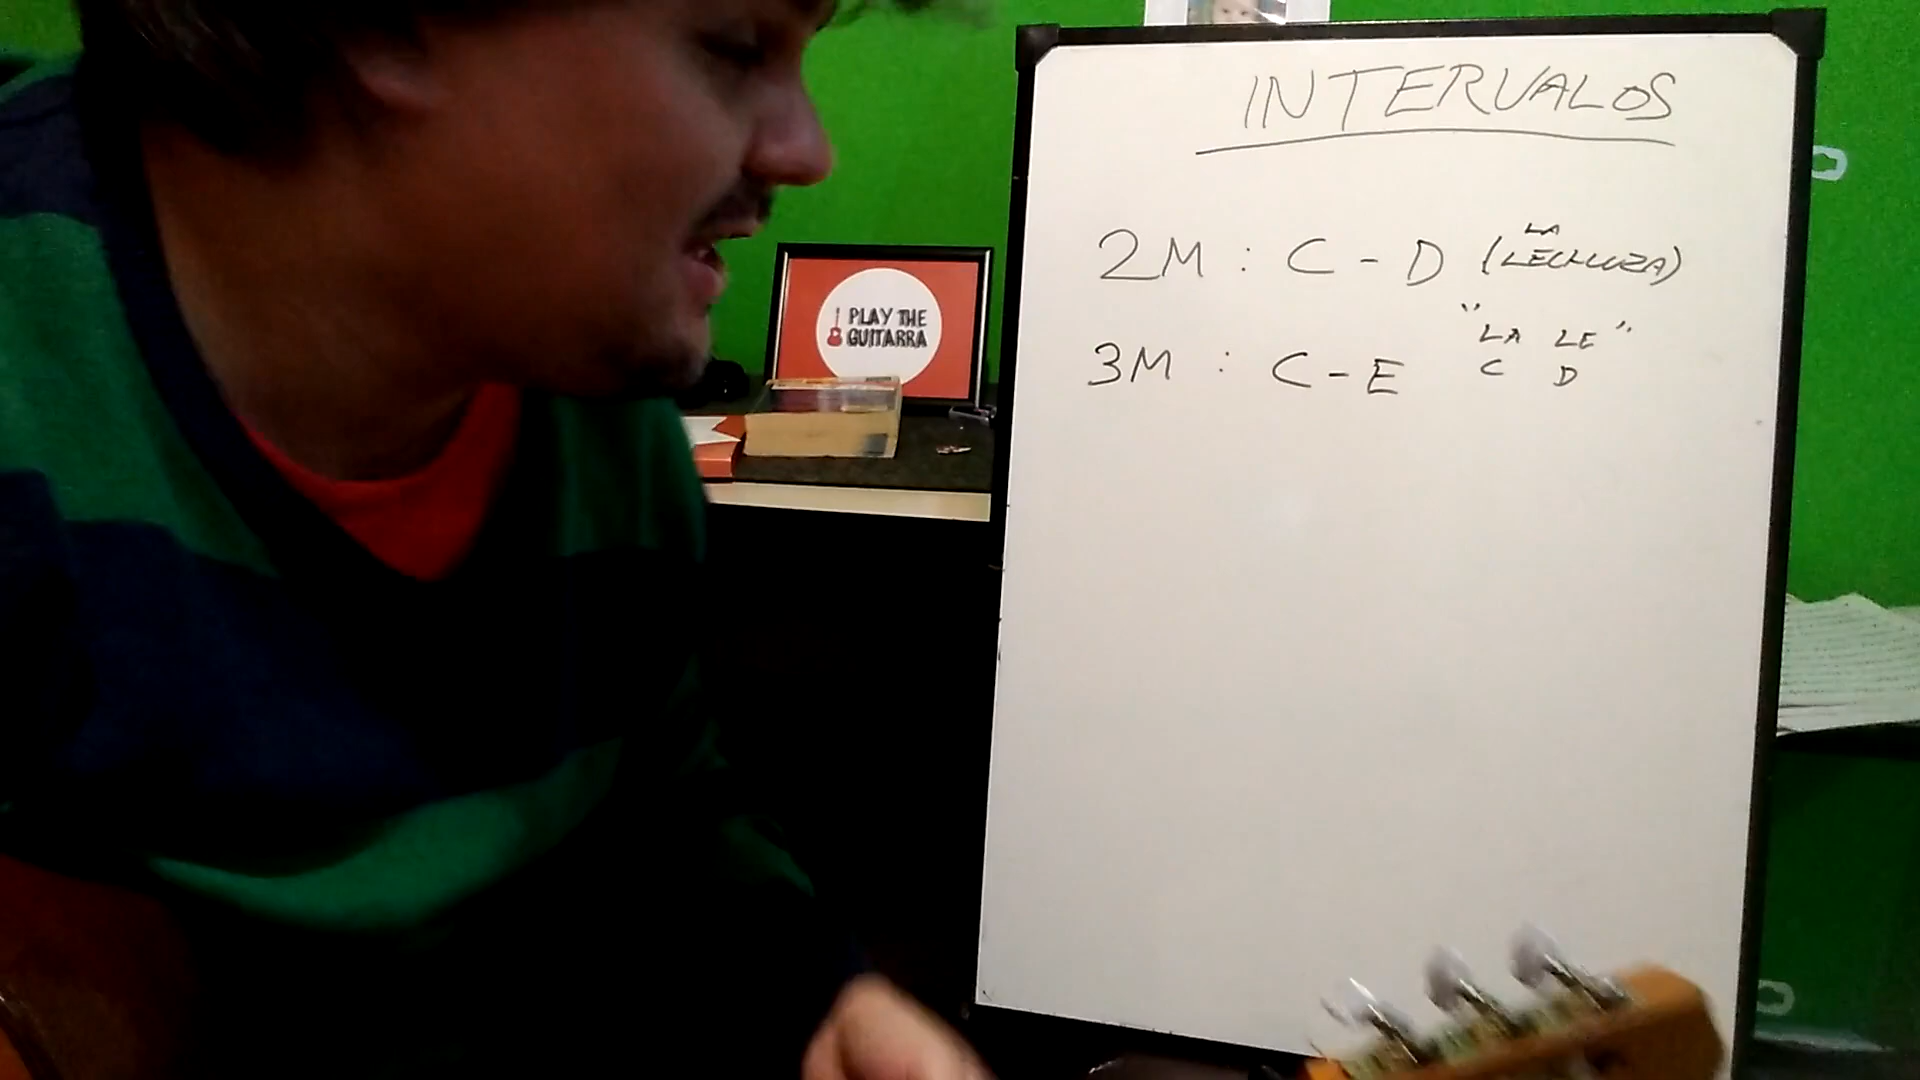 INTERVALOS
2M : C - D (LA LECHUZA)
" LA LE "
C D
3M : C - E
PLAY THE
GUITARRA